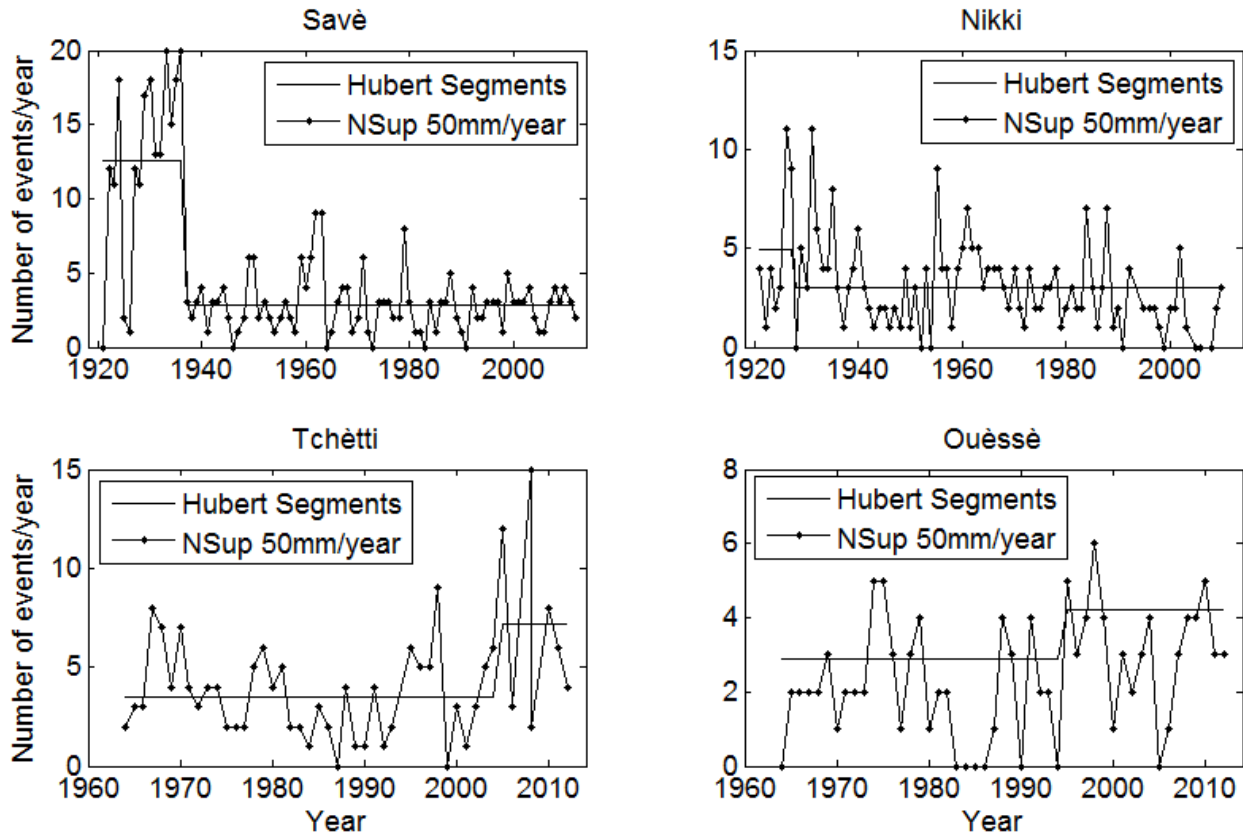 Savè
Number of events/year
20
15
10
5
0
Hubert Segments
NSup 50mm/year
1920 1940 1960 1980 2000
Nikki
15
10
5
0
Hubert Segments
NSup 50mm/year
1920 1940 1960 1980 2000
Tchètti
Number of events/year
15
10
5
0
Hubert Segments
NSup 50mm/year
1960 1970 1980 1990 2000 2010
Year
Ouèssè
8
6
4
2
0
Hubert Segments
NSup 50mm/year
1960 1970 1980 1990 2000 2010
Year